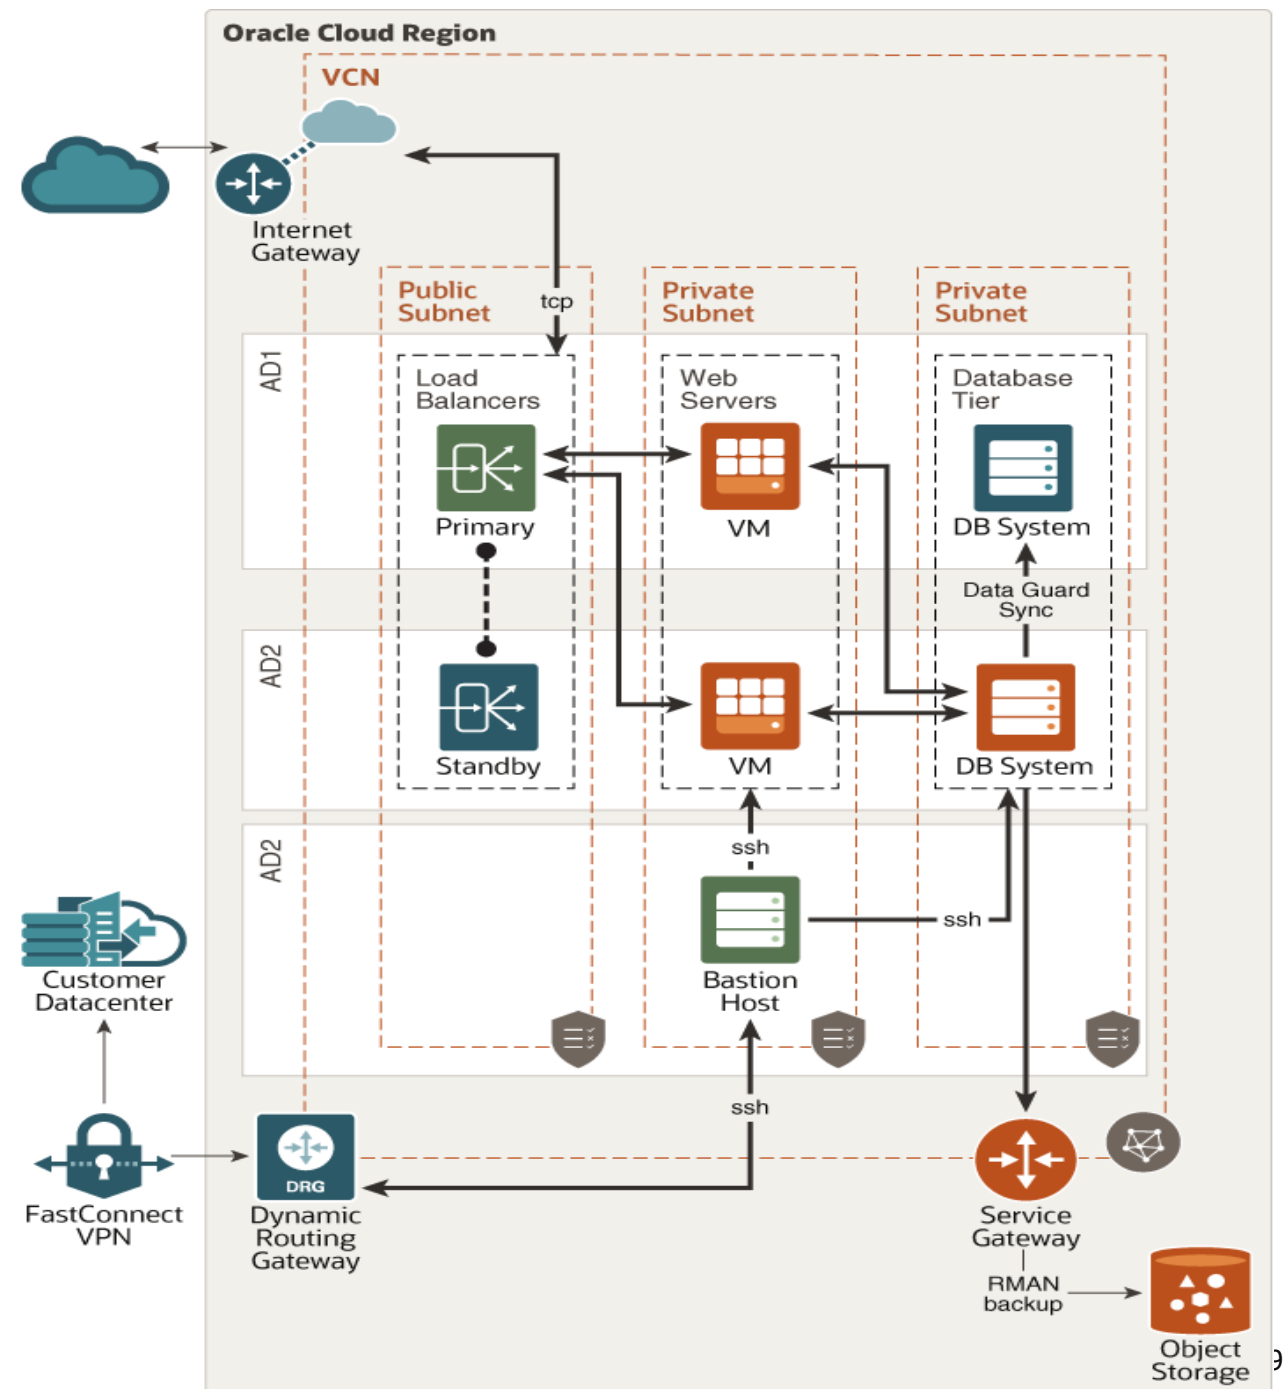 Oracle Cloud Region
VCN
Internet
Gateway
tcp
Public
Subnet
Private
Subnet
Private
Subnet
AD1
Load
Balancers
Web
Servers
Database
Tier
Primary
VM
DB System
Data Guard
Sync
AD2
Standby
VM
DB System
AD2
ssh
ssh
Bastion
Host
Customer
Datacenter
ssh
FastConnect
VPN
DRG
Dynamic
Routing
Gateway
Service
Gateway
RMAN
backup
Object
Storage
9